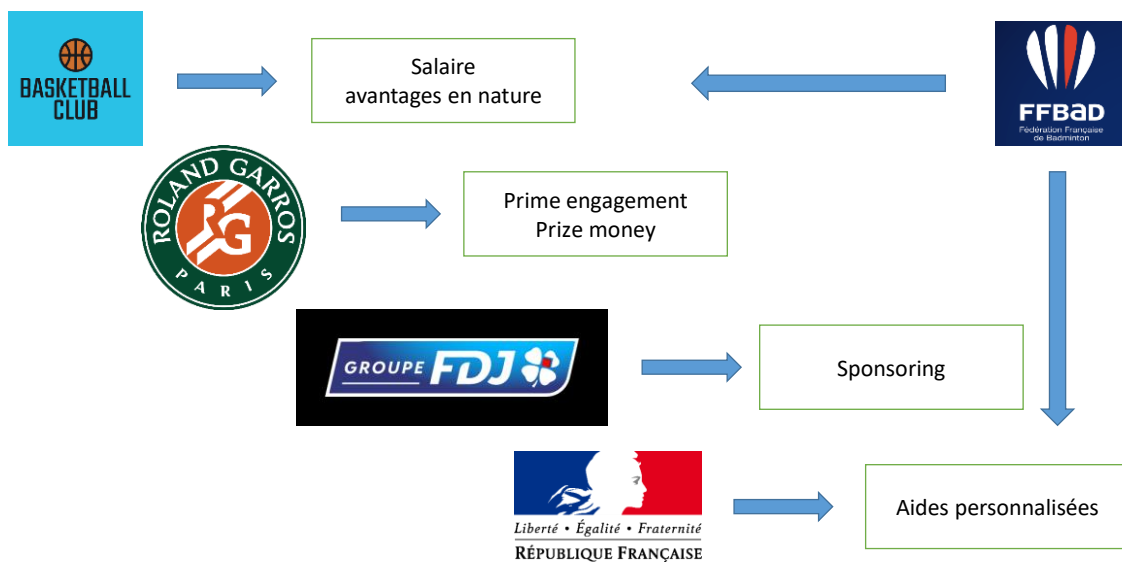 BASKETBALL
CLUB
Salaire
avantages en nature
FFBaD
Fédération Française
de Badminton
ROLAND GARROS
RG
PARIS
Prime engagement
Prize money
GROUPE FDJ
Sponsoring
Liberté • Égalité • Fraternité
RÉPUBLIQUE FRANÇAISE
Aides personnalisées